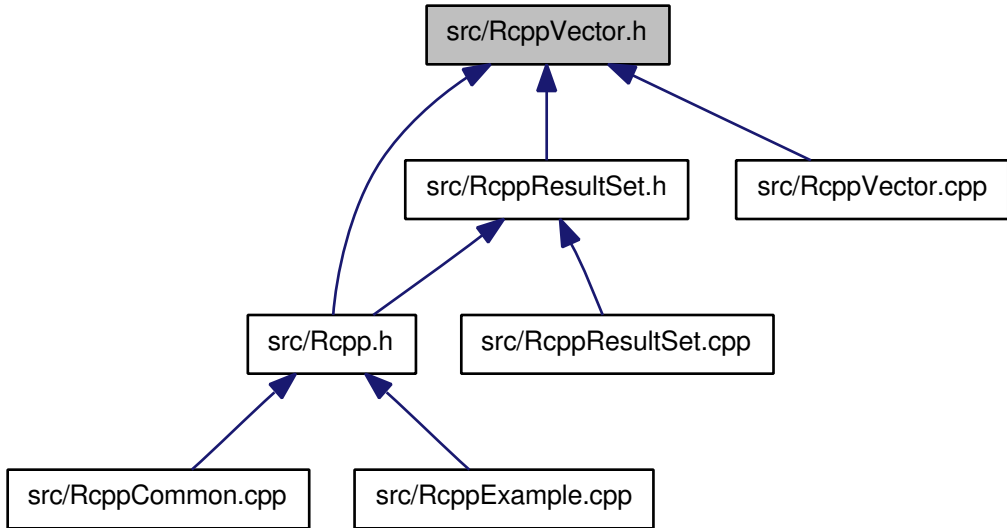 src/RcppVector.h
src/RcppResultSet.h
src/RcppVector.cpp
src/Rcpp.h
src/RcppResultSet.cpp
src/RcppCommon.cpp
src/RcppExample.cpp